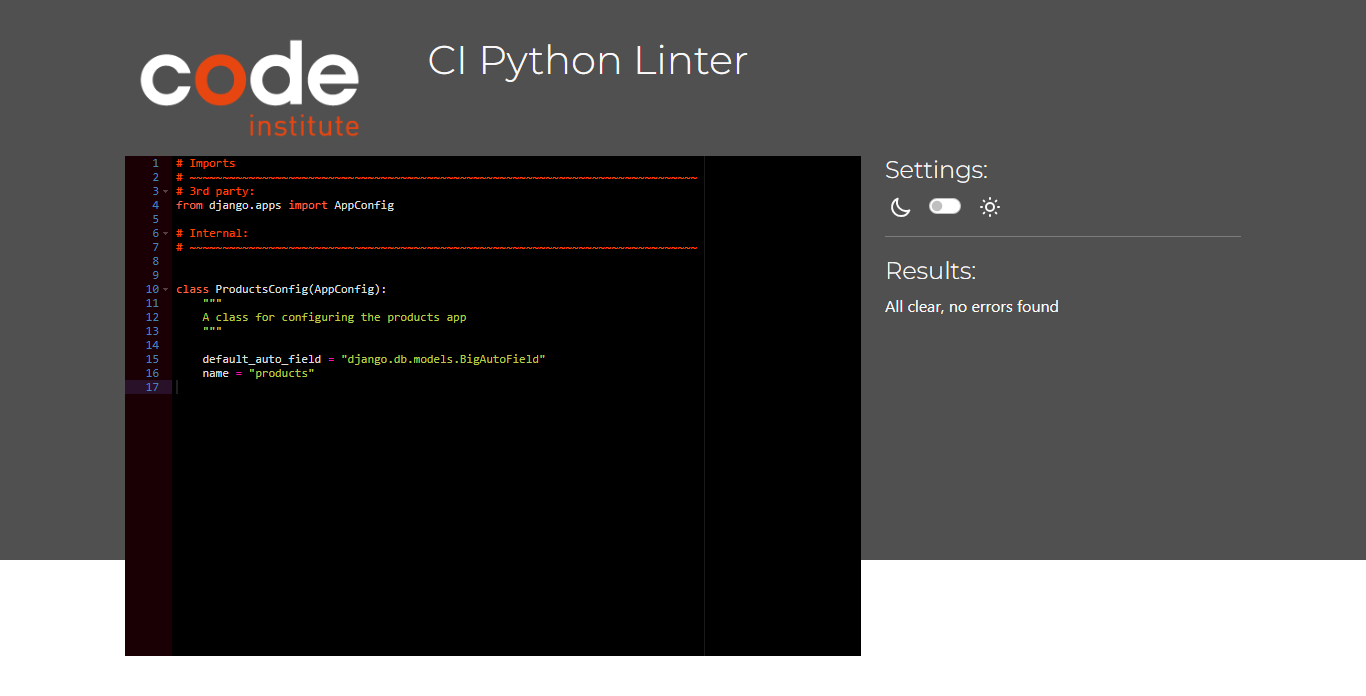 code
institute
CI Python Linter
1 # Imports
2 # ~~~~~~~~~~~~~~~~~~~~~~~~~~~~~~~~~~~~~~~~~~~~~~~~~~~~~~~~~~~~~~~~~~~~~~~~~~~~~
3 # 3rd party:
4 from django.apps import AppConfig
5
6 # Internal:
7 # ~~~~~~~~~~~~~~~~~~~~~~~~~~~~~~~~~~~~~~~~~~~~~~~~~~~~~~~~~~~~~~~~~~~~~~~~~~~~~
8
9
10 class ProductsConfig(AppConfig):
11     """
12     A class for configuring the products app
13     """
14
15     default_auto_field = "django.db.models.BigAutoField"
16     name = "products"
17
Settings:
Results:
All clear, no errors found